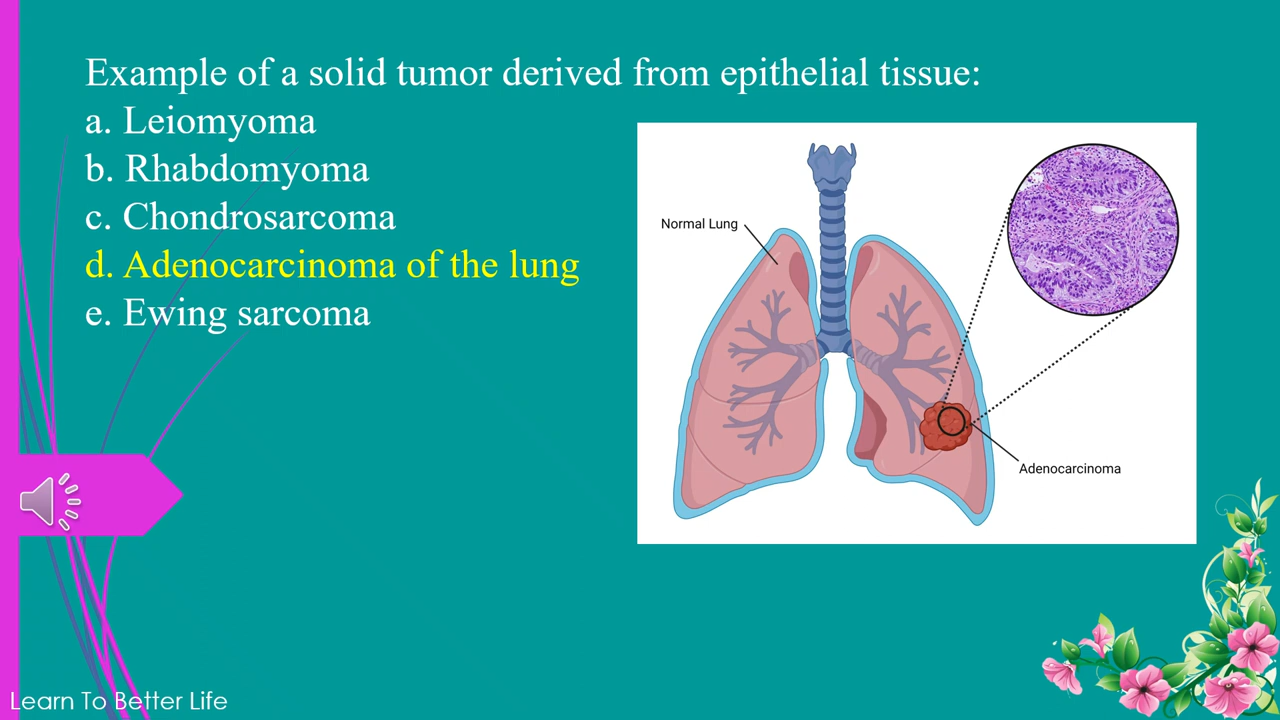 Example of a solid tumor derived from epithelial tissue:
a. Leiomyoma
b. Rhabdomyoma
c. Chondrosarcoma
d. Adenocarcinoma of the lung
e. Ewing sarcoma
Normal Lung
Adenocarcinoma
Learn To Better Life